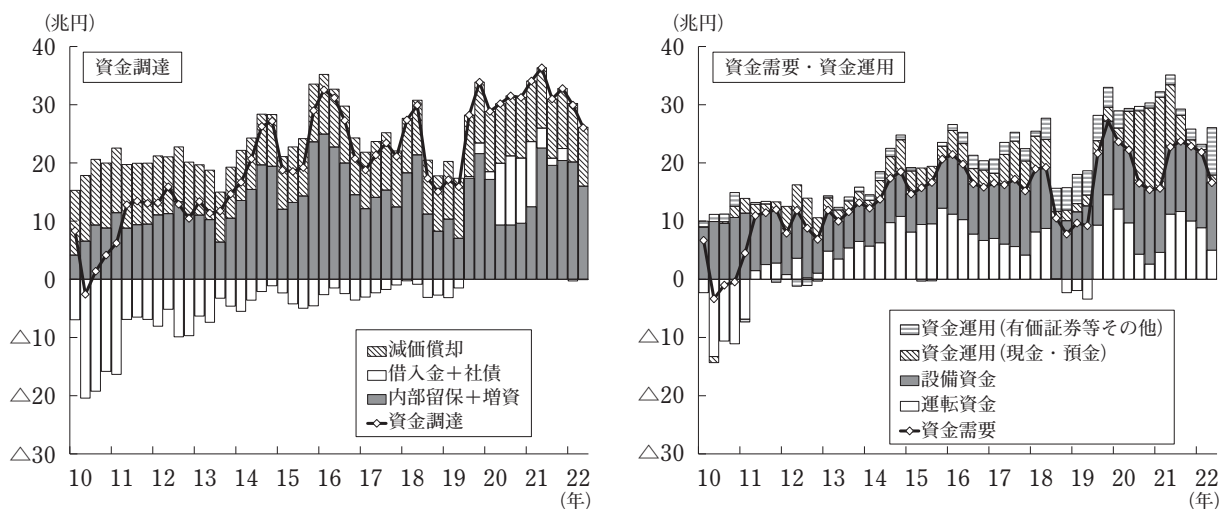 (兆円)
40
30
20
10
0
△10
△20
△30
資金調達
減価償却
借入金+社債
内部留保+増資
資金調達
10 11 12 13 14 15 16 17 18 19 20 21 22
(年)
(兆円)
40
30
20
10
0
△10
△20
△30
資金需要・資金運用
資金運用(有価証券等その他)
資金運用(現金・預金)
設備資金
運転資金
資金需要
10 11 12 13 14 15 16 17 18 19 20 21 22
(年)